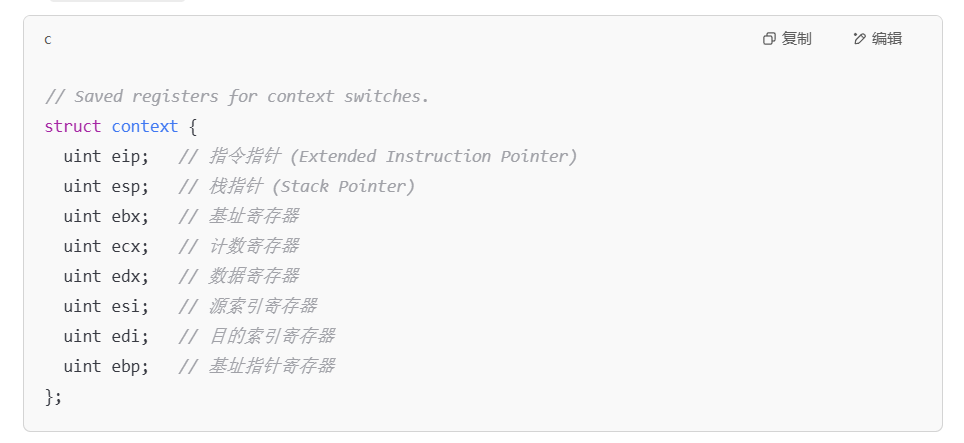 c
复制
编辑
// Saved registers for context switches.
struct context {
  uint eip;   // 指令指针 (Extended Instruction Pointer)
  uint esp;   // 栈指针 (Stack Pointer)
  uint ebx;   // 基址寄存器
  uint ecx;   // 计数寄存器
  uint edx;   // 数据寄存器
  uint esi;   // 源索引寄存器
  uint edi;   // 目的索引寄存器
  uint ebp;   // 基址指针寄存器
};